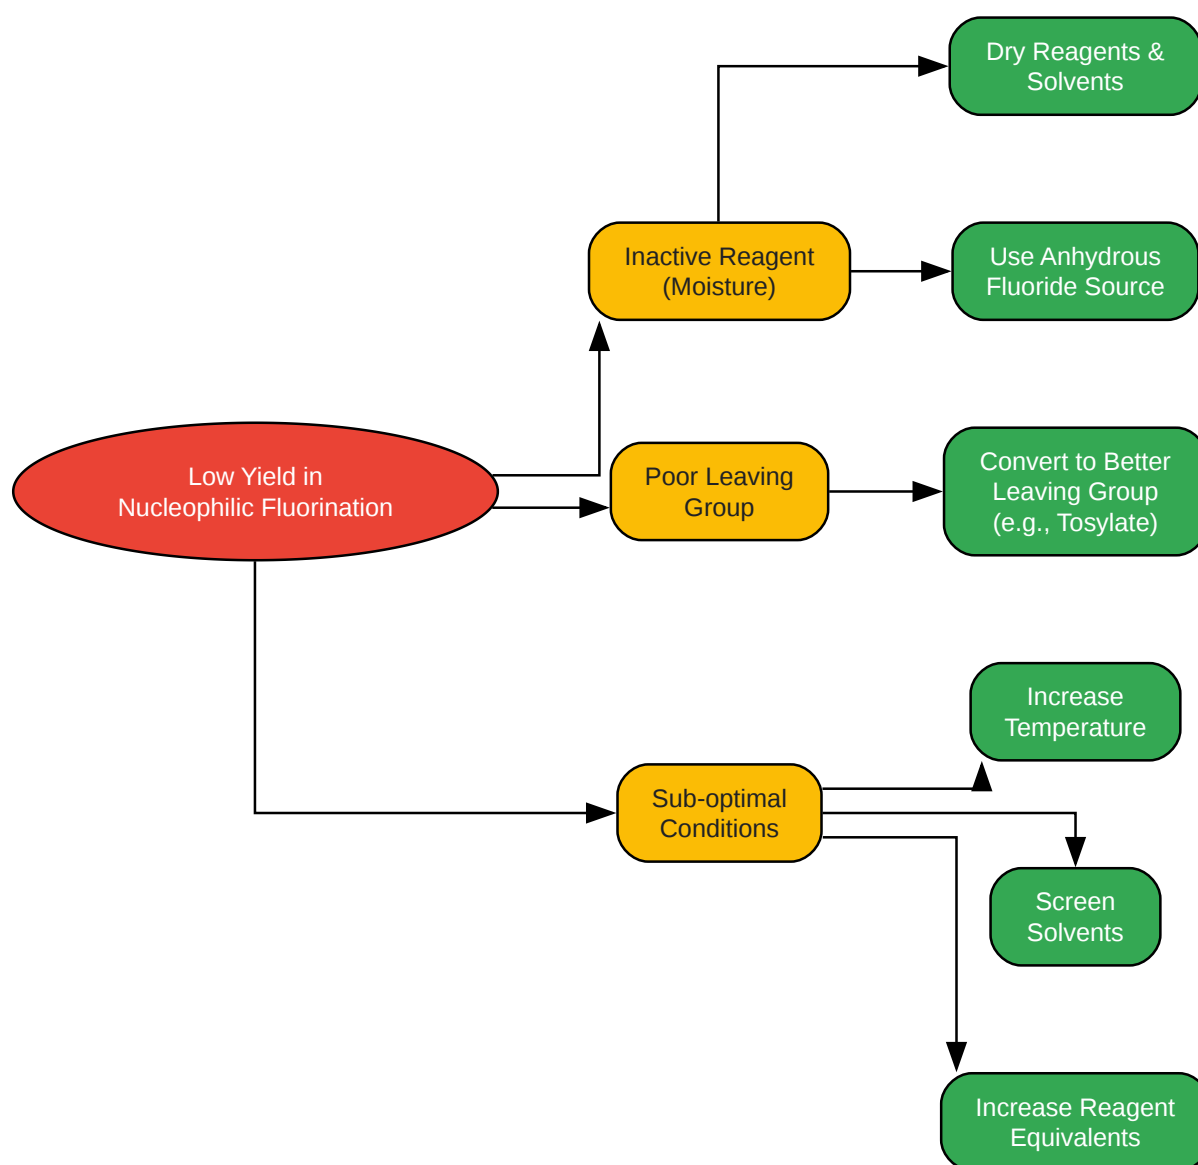 Dry Reagents &
Solvents
Inactive Reagent
(Moisture)
Use Anhydrous
Fluoride Source
Low Yield in
Nucleophilic Fluorination
Poor Leaving
Group
Convert to Better
Leaving Group
(e.g., Tosylate)
Increase
Temperature
Sub-optimal
Conditions
Screen
Solvents
Increase Reagent
Equivalents